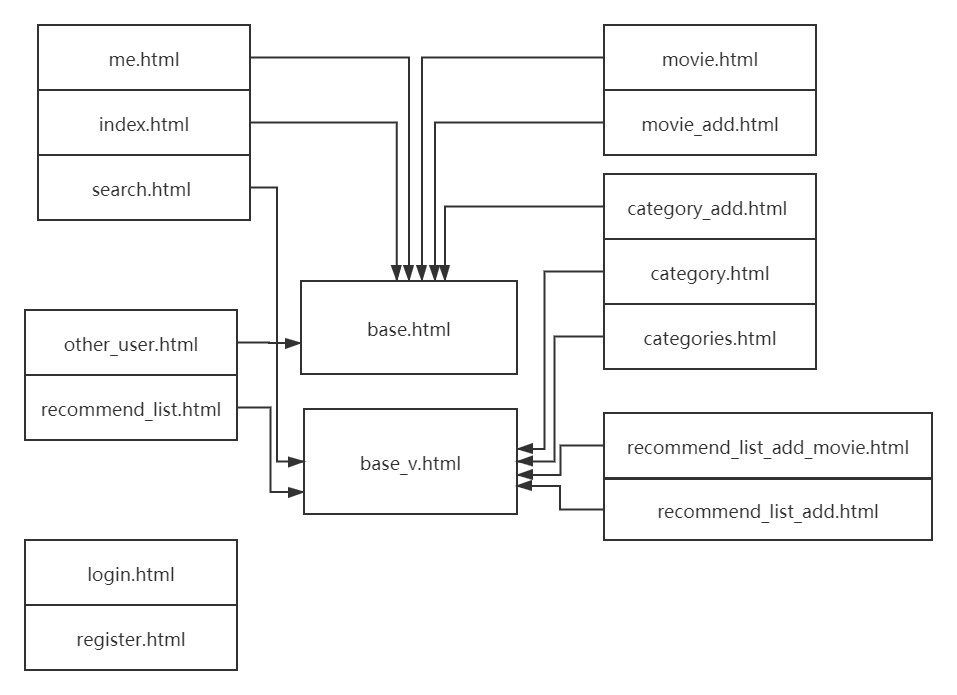 me.html
index.html
search.html
movie.html
movie_add.html
category_add.html
category.html
categories.html
base.html
other_user.html
recommend_list.html
base_v.html
recommend_list_add_movie.html
recommend_list_add.html
login.html
register.html